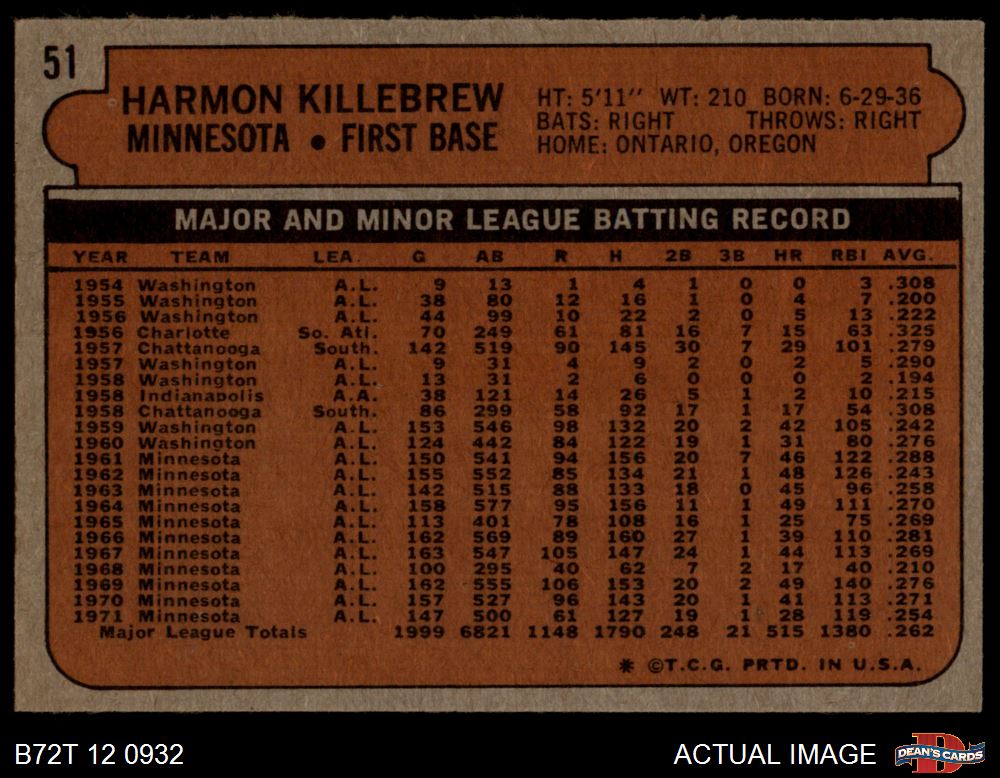 51
HARMON KILLEBREW
MINNESOTA • FIRST BASE
HT: 5'11" WT: 210 BORN: 6-29-36
BATS: RIGHT THROWS: RIGHT
HOME: ONTARIO, OREGON
MAJOR AND MINOR LEAGUE BATTING RECORD
YEAR TEAM LEA. G AB R H 2B 3B HR RBI AVG.
1954 Washington A.L. 9 13 1 4 1 0 0 3 .308
1955 Washington A.L. 38 80 12 16 1 0 4 7 .200
1956 Washington A.L. 44 99 10 22 2 0 5 13 .222
1956 Charlotte So. Atl. 70 249 61 81 16 7 15 63 .325
1957 Chattanooga South. 142 519 90 145 30 7 29 101 .279
1957 Washington A.L. 9 31 4 9 2 0 2 5 .290
1958 Washington A.L. 13 31 2 6 0 0 0 2 .194
1958 Indianapolis A.A. 38 121 14 26 5 1 2 10 .215
1958 Chattanooga South. 86 299 58 92 17 1 17 54 .308
1959 Washington A.L. 153 546 98 132 20 2 42 105 .242
1960 Washington A.L. 124 442 84 122 19 1 31 80 .276
1961 Minnesota A.L. 150 541 94 156 20 7 46 122 .288
1962 Minnesota A.L. 155 552 85 134 21 1 48 126 .243
1963 Minnesota A.L. 142 515 88 133 18 0 45 96 .258
1964 Minnesota A.L. 158 577 95 156 11 1 49 111 .270
1965 Minnesota A.L. 113 401 78 108 16 1 25 75 .269
1966 Minnesota A.L. 162 569 89 160 27 1 39 110 .281
1967 Minnesota A.L. 163 547 105 147 24 1 44 113 .269
1968 Minnesota A.L. 100 295 40 62 7 2 17 40 .210
1969 Minnesota A.L. 162 555 106 153 20 2 49 140 .276
1970 Minnesota A.L. 157 527 96 143 20 1 41 113 .271
1971 Minnesota A.L. 147 500 61 127 19 1 28 119 .254
Major League Totals 1999 6821 1148 1790 248 21 515 1380 .262
* ©T.C.G. PRTD. IN U.S.A.
B72T 12 0932
ACTUAL IMAGE
DEAN'S CARDS